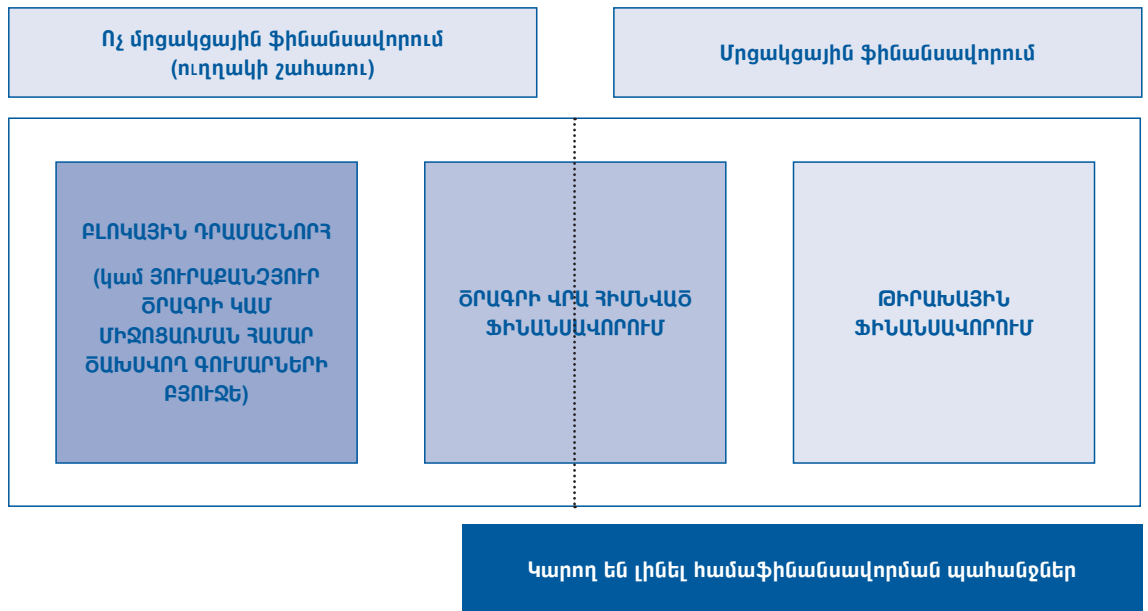 Ոչ մրցակցային ֆինանսավորում
(ուղղակի շահառու)
Մրցակցային ֆինանսավորում
ԲԼՈԿԱՅԻՆ ԴՐԱՄԱՇՆՈՐՀ
(կամ ՅՈՒՐԱՔԱՆՉՅՈՒՐ
ԾՐԱԳՐԻ ԿԱՄ
ՄԻՋՈՑԱՌՄԱՆ ՀԱՄԱՐ
ԾԱԽՍՎՈՂ ԳՈՒՄԱՐՆԵՐԻ
ԲՅՈՒՋԵ)
ԾՐԱԳՐԻ ՎՐԱ ՀԻՄՆՎԱԾ
ՖԻՆԱՆՍԱՎՈՐՈՒՄ
ԹԻՐԱԽԱՅԻՆ
ՖԻՆԱՆՍԱՎՈՐՈՒՄ
Կարող են լինել համաֆինանսավորման պահանջներ